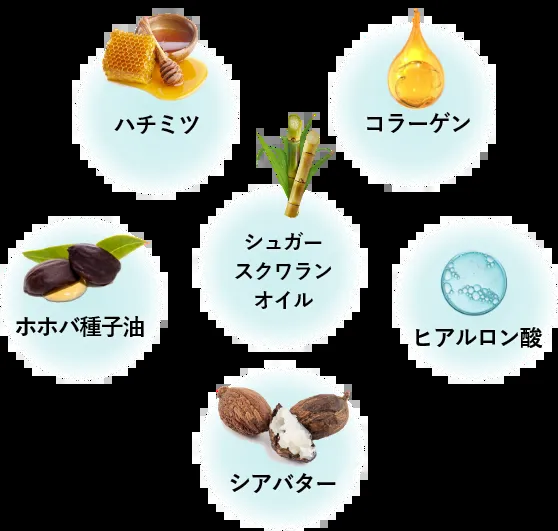 ハチミツ
コラーゲン
シュガー
スクワラン
オイル
ホホバ種子油
ヒアルロン酸
シアバター